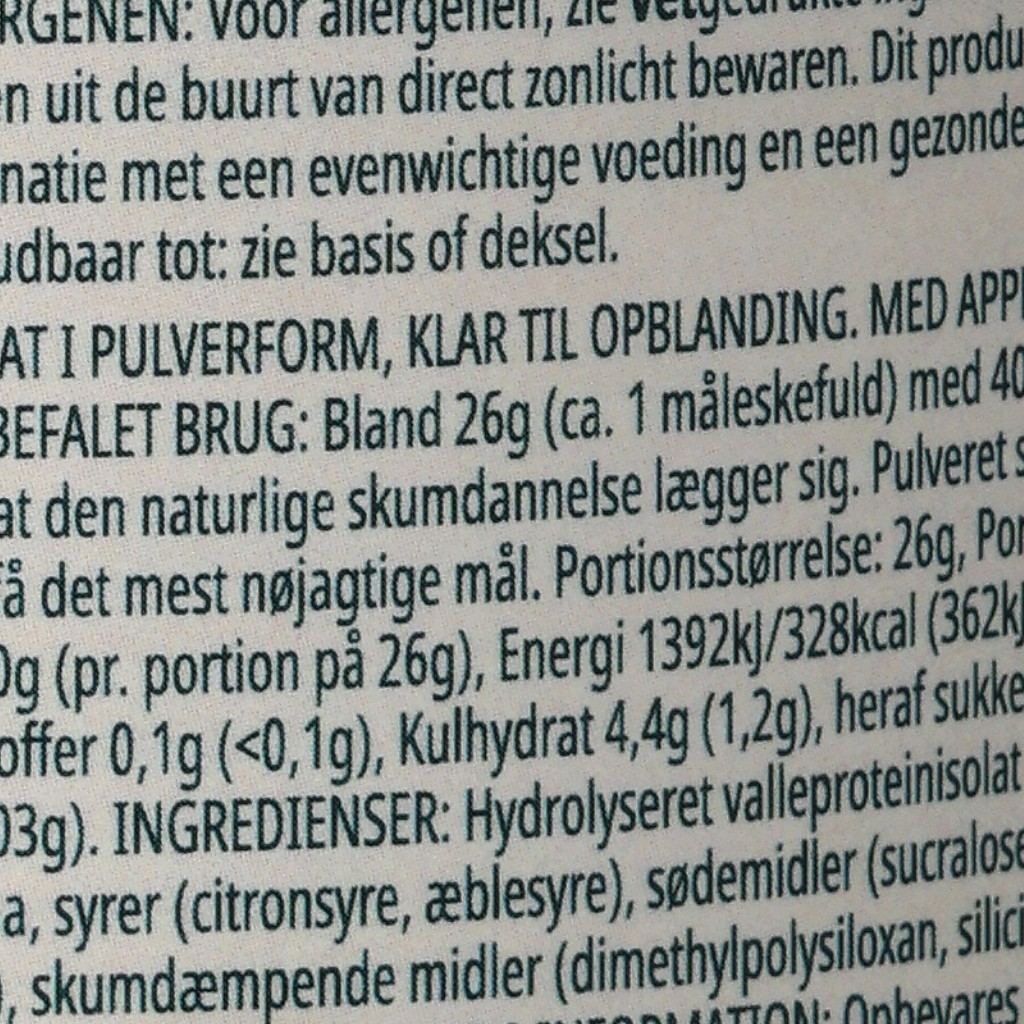 RGENEN: Voor allergenen, zie
en uit de buurt van direct zonlicht bewaren. Dit produ
natie met een evenwichtige voeding en een gezonde
udbaar tot: zie basis of deksel.
AT I PULVERFORM, KLAR TIL OPBLANDING. MED APP
BEFALET BRUG: Bland 26g (ca. 1 måleskefuld) med 40
at den naturlige skumdannelse lægger sig. Pulveret s
få det mest nøjagtige mål. Portionsstørrelse: 26g, Por
0g (pr. portion på 26g), Energi 1392kJ/328kcal (362kJ
offer 0,1g (<0,1g), Kulhydrat 4,4g (1,2g), heraf sukke
03g). INGREDIENSER: Hydrolyseret valleproteinisolat
a, syrer (citronsyre, æblesyre), sødemidler (sucralose
), skumdæmpende midler (dimethylpolysiloxan, silici
Opbevares